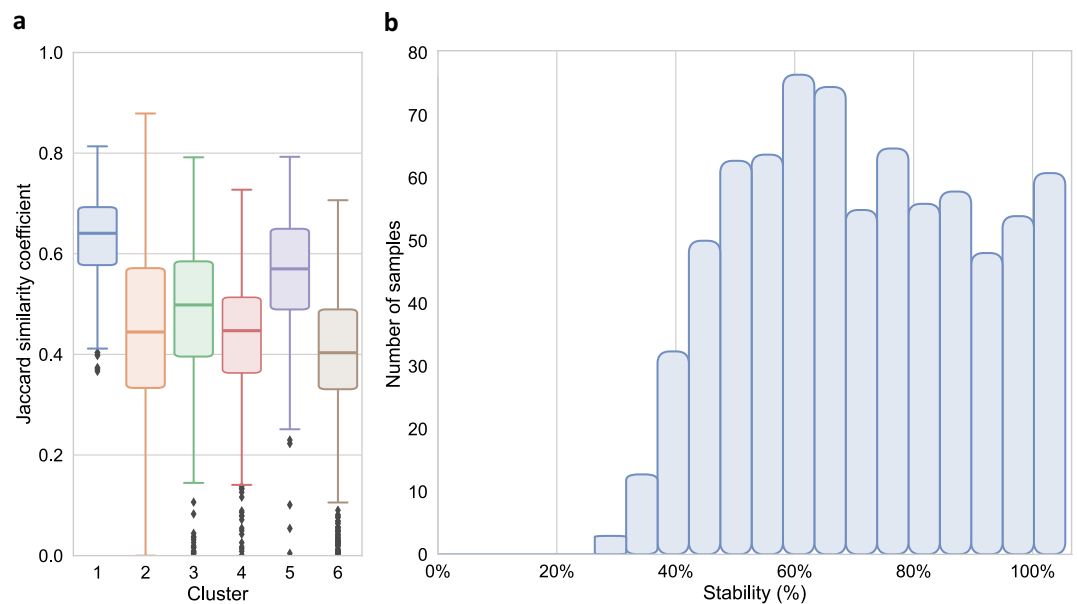 a
Jaccard similarity coefficient
1.0
0.8
0.6
0.4
0.2
0.0
1 2 3 4 5 6
Cluster
b
Number of samples
80
70
60
50
40
30
20
10
0
0% 20% 40% 60% 80% 100%
Stability (%)